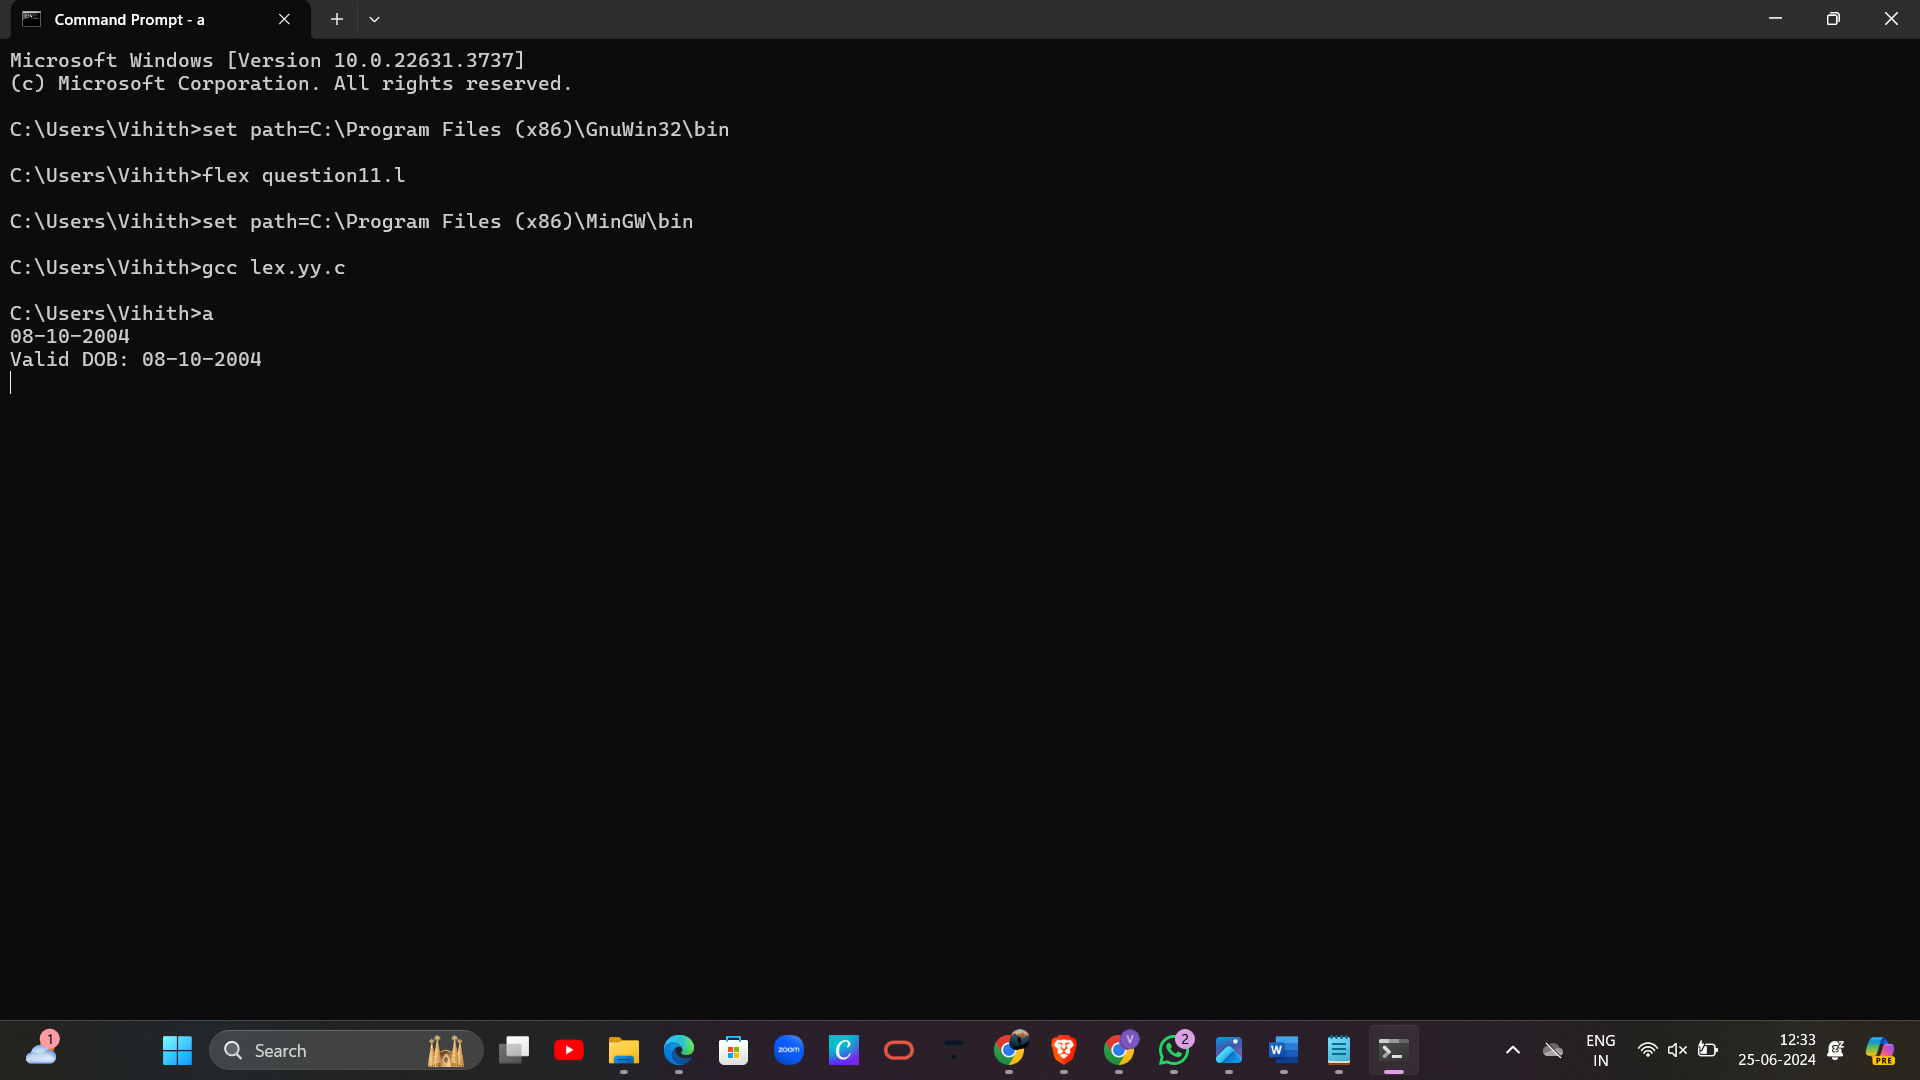 Command Prompt - a
Microsoft Windows [Version 10.0.22631.3737]
(c) Microsoft Corporation. All rights reserved.
C:\Users\Vihith>set path=C:\Program Files (x86)\GnuWin32\bin
C:\Users\Vihith>flex question11.l
C:\Users\Vihith>set path=C:\Program Files (x86)\MinGW\bin
C:\Users\Vihith>gcc lex.yy.c
C:\Users\Vihith>a
08-10-2004
Valid DOB: 08-10-2004
1
Search
zoom
C
V
2
W
ENG
IN
12:33
25-06-2024
PRE